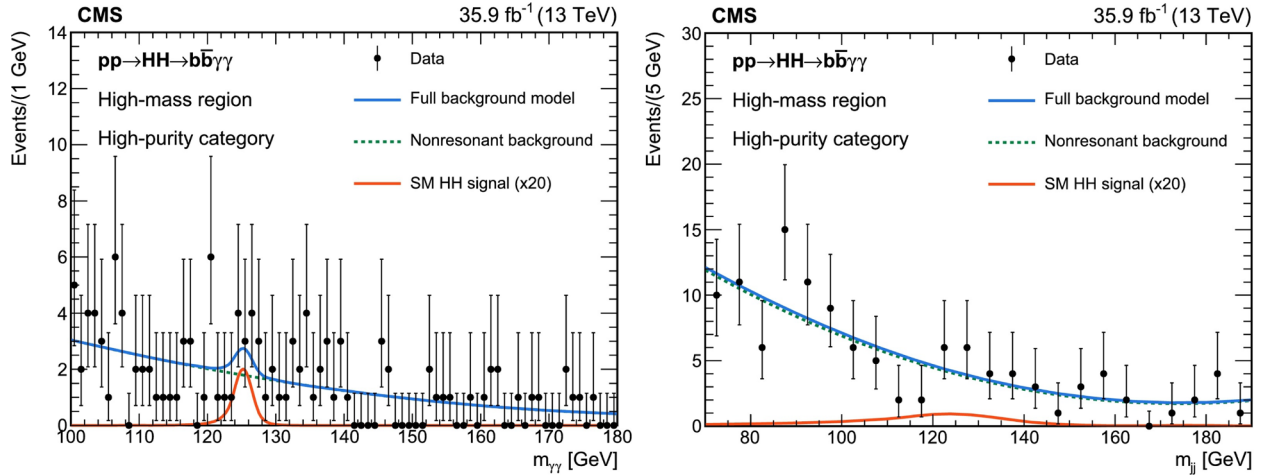 CMS 35.9 fb⁻¹ (13 TeV)
Events/(1 GeV)
14
12
10
8
6
4
2
0
pp→HH→bb̅γγ
High-mass region
High-purity category
Data
Full background model
Nonresonant background
SM HH signal (x20)
100 110 120 130 140 150 160 170 180
mγγ [GeV]
CMS 35.9 fb⁻¹ (13 TeV)
Events/(5 GeV)
30
25
20
15
10
5
0
pp→HH→bb̅γγ
High-mass region
High-purity category
Data
Full background model
Nonresonant background
SM HH signal (x20)
80 100 120 140 160 180
mjj [GeV]